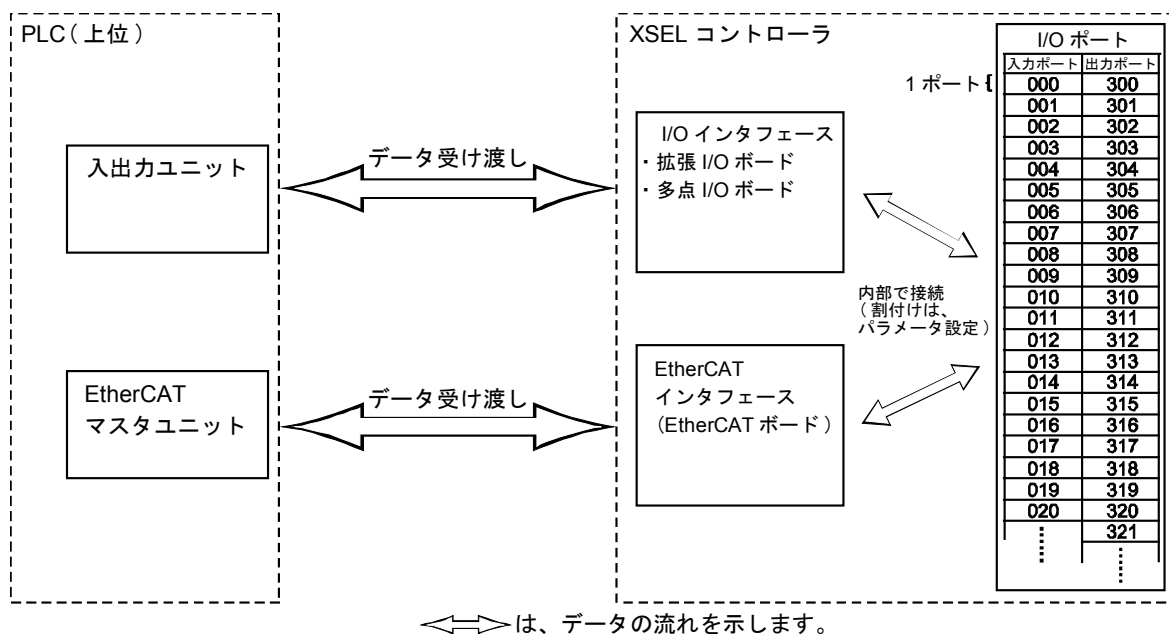 PLC(上位)
入出力ユニット
EtherCAT
マスタユニット
データ受け渡し
データ受け渡し
XSEL コントローラ
I/O インタフェース
・拡張 I/O ボード
・多点 I/O ボード
EtherCAT
インタフェース
(EtherCAT ボード)
内部で接続
(割付けは、
パラメータ設定)
1 ポート{
I/O ポート
入力ポート 出力ポート
000 300
001 301
002 302
003 303
004 304
005 305
006 306
007 307
008 308
009 309
010 310
011 311
012 312
013 313
014 314
015 315
016 316
017 317
018 318
019 319
020 320
321
は、データの流れを示します。